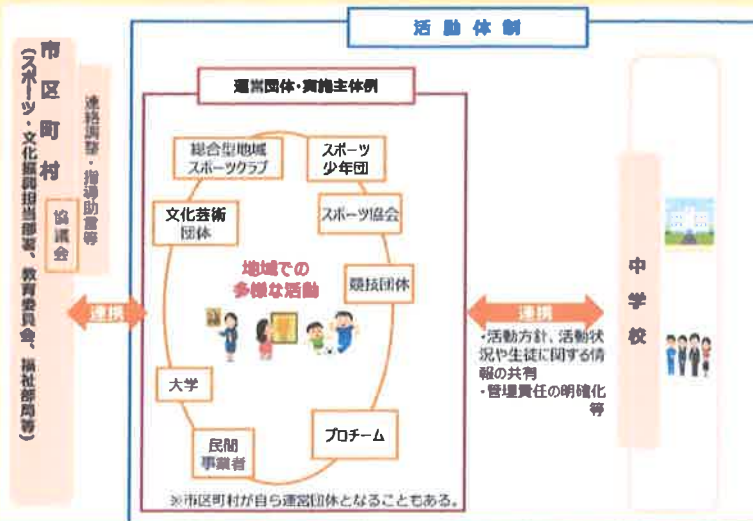 活動体制
市区町村
(スポーツ・文化振興担当部署、教育委員会、福祉部局等)
連絡調整・指導助言等
協議会
連携
運営団体・実施主体例
総合型地域
スポーツクラブ
スポーツ
少年団
文化芸術
団体
スポーツ協会
地域での
多様な活動
競技団体
大学
民間
事業者
プロチーム
※市区町村が自ら運営団体となることもある。
連携
・活動方針、活動状
況や生徒に関する情
報の共有
・管理責任の明確化
等
中学校